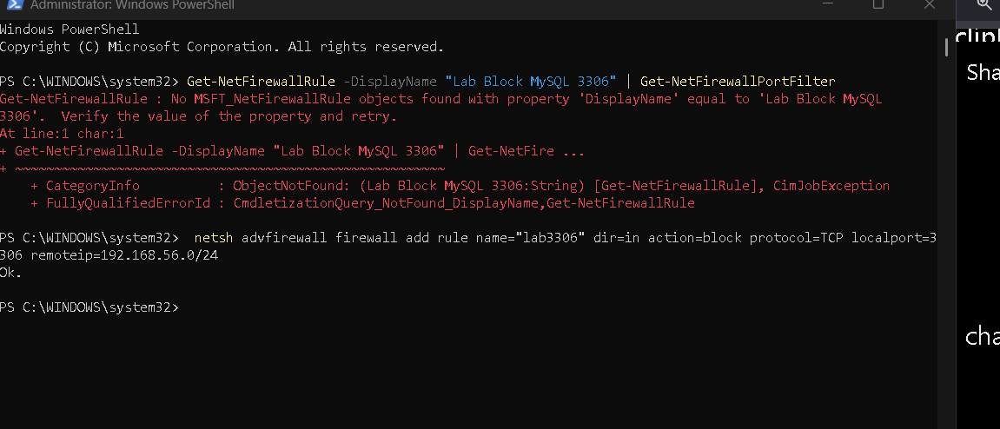 Administrator: Windows PowerShell
Windows PowerShell
Copyright (C) Microsoft Corporation. All rights reserved.
PS C:\WINDOWS\system32> Get-NetFirewallRule -DisplayName "Lab Block MySQL 3306" | Get-NetFirewallPortFilter
Get-NetFirewallRule : No MSFT_NetFirewallRule objects found with property 'DisplayName' equal to 'Lab Block MySQL
3306'.  Verify the value of the property and retry.
At line:1 char:1
+ Get-NetFirewallRule -DisplayName "Lab Block MySQL 3306" | Get-NetFire ...
+ ~~~~~~~~~~~~~~~~~~~~~~~~~~~~~~~~~~~~~~~~~~~~~~~~~~~~~~~
    + CategoryInfo          : ObjectNotFound: (Lab Block MySQL 3306:String) [Get-NetFirewallRule], CimJobException
    + FullyQualifiedErrorId : CmdletizationQuery_NotFound_DisplayName,Get-NetFirewallRule
PS C:\WINDOWS\system32>  netsh advfirewall firewall add rule name="lab3306" dir=in action=block protocol=TCP localport=3
306 remoteip=192.168.56.0/24
Ok.
PS C:\WINDOWS\system32>
Sha
cha